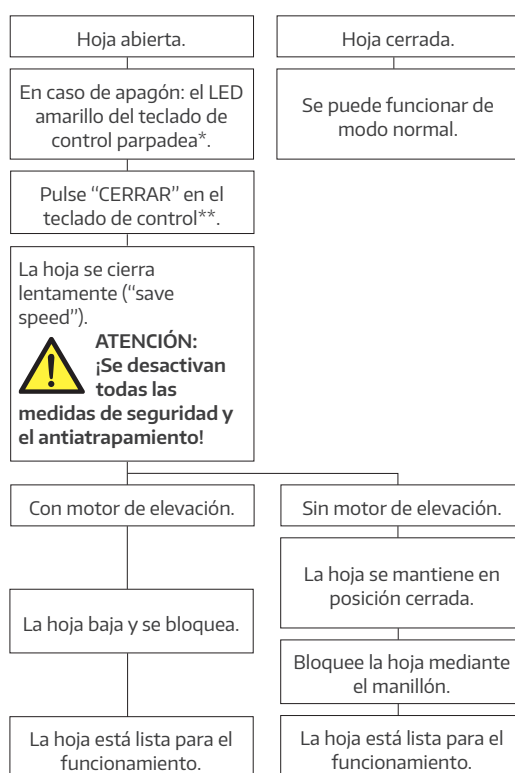 Hoja abierta.
En caso de apagón: el LED
amarillo del teclado de
control parpadea*.
Pulse “CERRAR” en el
teclado de control**.
La hoja se cierra
lentamente (“save
speed”).
ATENCIÓN:
¡Se desactivan
todas las
medidas de seguridad y
el antiatrapamiento!
Hoja cerrada.
Se puede funcionar de
modo normal.
Con motor de elevación.
La hoja baja y se bloquea.
La hoja está lista para el
funcionamiento.
Sin motor de elevación.
La hoja se mantiene en
posición cerrada.
Bloquee la hoja mediante
el manillón.
La hoja está lista para el
funcionamiento.